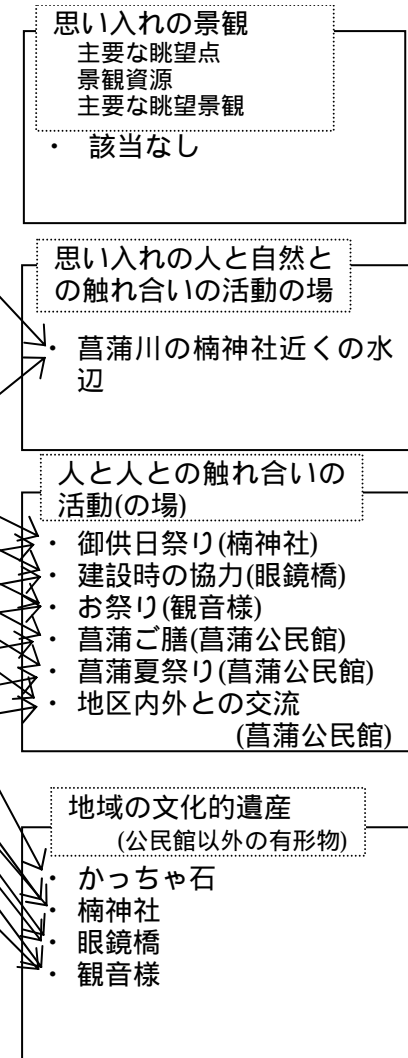 思い入れの景観
主要な眺望点
景観資源
主要な眺望景観
・ 該当なし
思い入れの人と自然と
の触れ合いの活動の場
・ 菖蒲川の楠神社近くの水
辺
人と人との触れ合いの
活動(の場)
・ 御供日祭り(楠神社)
・ 建設時の協力(眼鏡橋)
・ お祭り(観音様)
・ 菖蒲ご膳(菖蒲公民館)
・ 菖蒲夏祭り(菖蒲公民館)
・ 地区内外との交流
(菖蒲公民館)
地域の文化的遺産
(公民館以外の有形物)
・ かっちゃ石
・ 楠神社
・ 眼鏡橋
・ 観音様